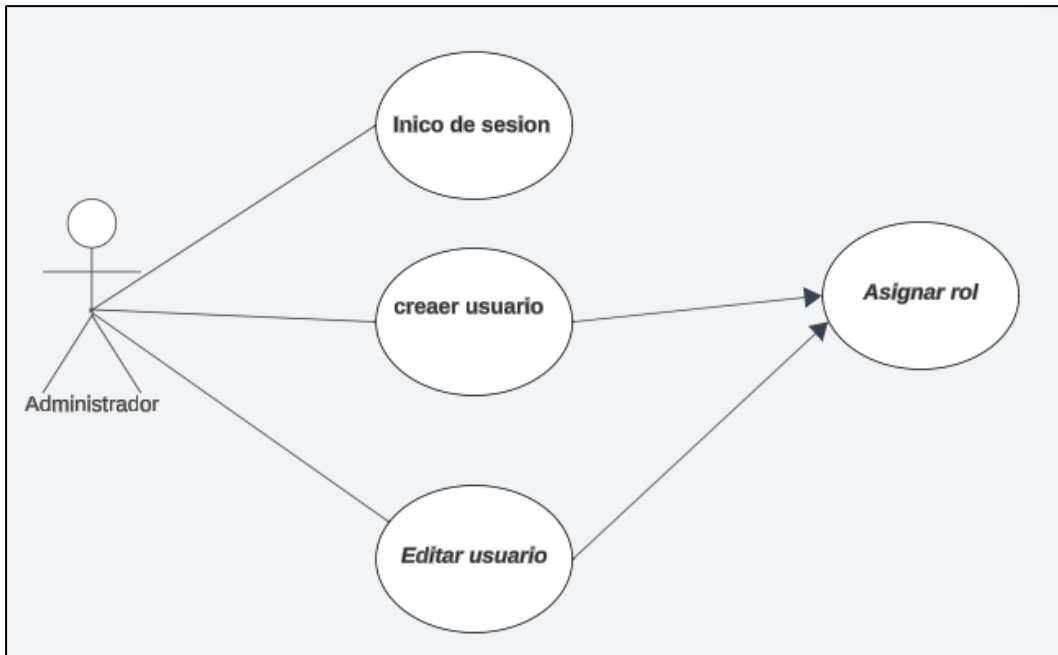 Inico de sesion
creaer usuario
Asignar rol
Administrador
Editar usuario